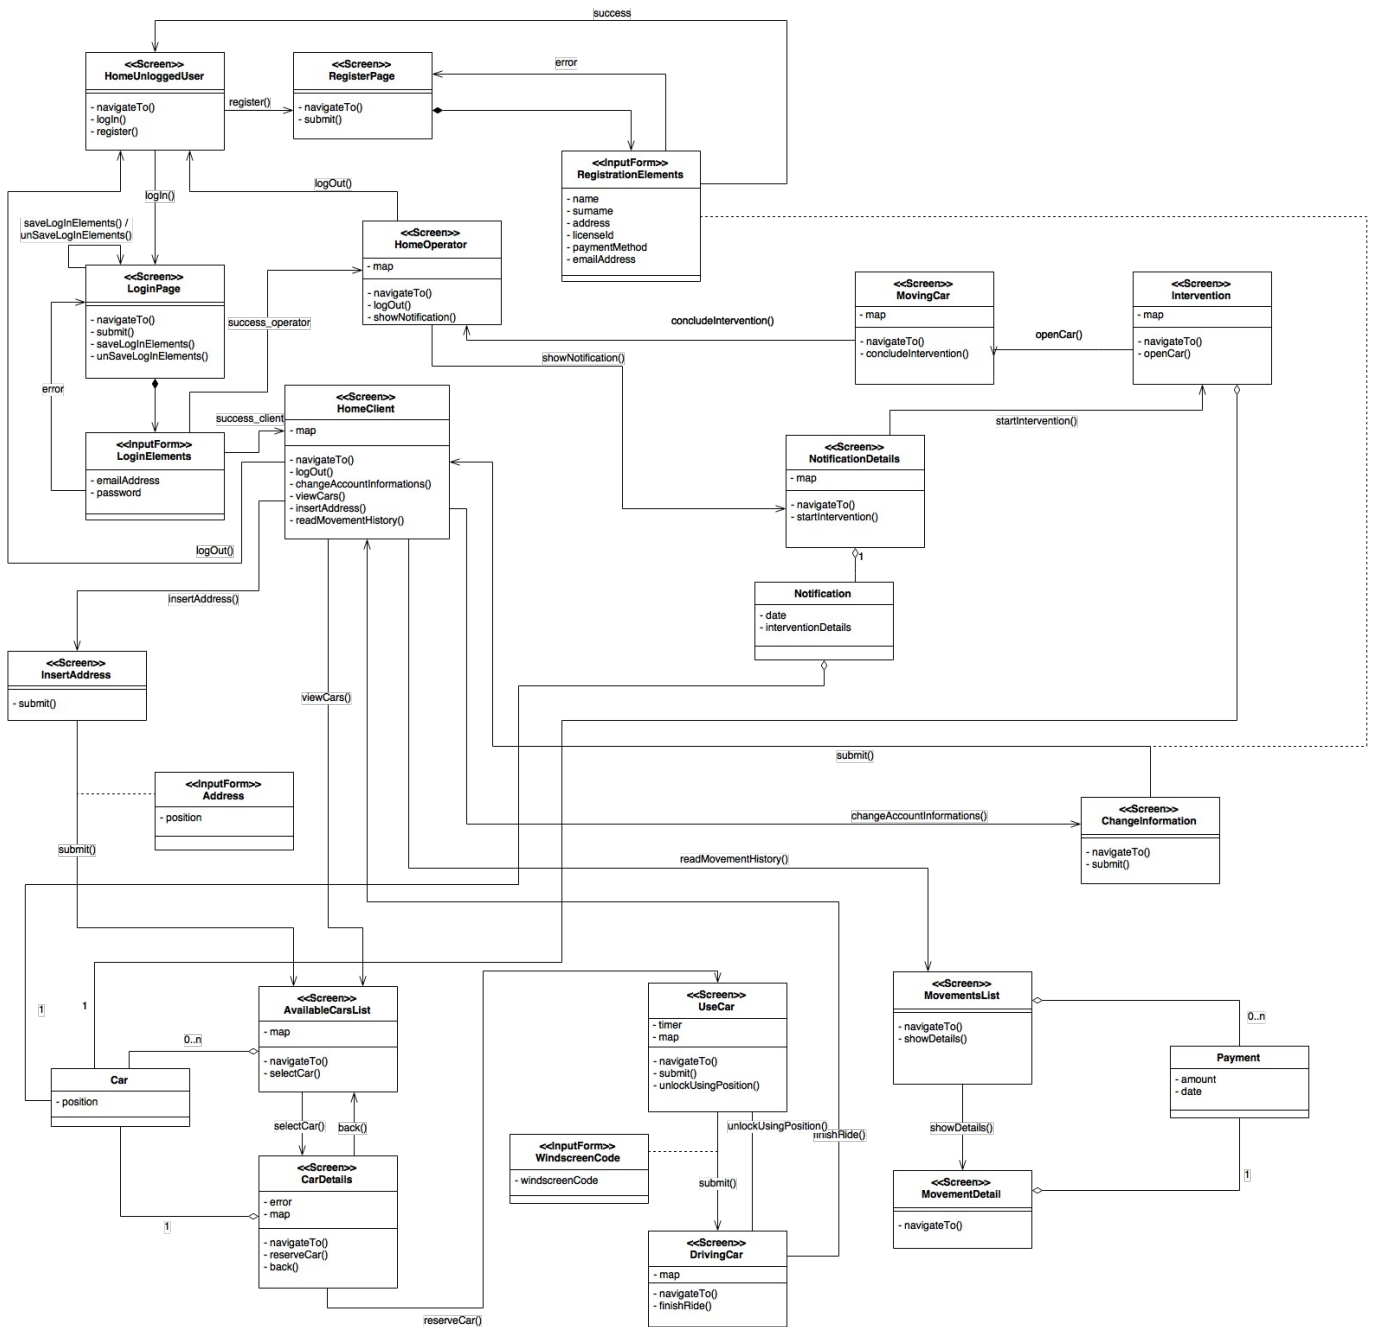 success
<<Screen>>
HomeUnloggedUser
- navigateTo()
- logIn()
- register()
register()
<<Screen>>
RegisterPage
- navigateTo()
- submit()
error
<<InputForm>>
RegistrationElements
- name
- surname
- address
- licenseId
- paymentMethod
- emailAddress
logIn()
logOut()
saveLogInElements() /
unSaveLogInElements()
<<Screen>>
LoginPage
- navigateTo()
- submit()
- saveLogInElements()
- unSaveLogInElements()
error
<<InputForm>>
LoginElements
- emailAddress
- password
success_operator
success_client
<<Screen>>
HomeOperator
- map
- navigateTo()
- logOut()
- showNotification()
showNotification()
concludeIntervention()
<<Screen>>
MovingCar
- map
- navigateTo()
- concludeIntervention()
openCar()
<<Screen>>
Intervention
- map
- navigateTo()
- openCar()
startIntervention()
<<Screen>>
HomeClient
- map
- navigateTo()
- logOut()
- changeAccountInformations()
- viewCars()
- insertAddress()
- readMovementHistory()
<<Screen>>
NotificationDetails
- map
- navigateTo()
- startIntervention()
1
Notification
- date
- interventionDetails
logOut()
insertAddress()
<<Screen>>
InsertAddress
- submit()
viewCars()
submit()
<<InputForm>>
Address
- position
submit()
changeAccountInformations()
<<Screen>>
ChangeInformation
- navigateTo()
- submit()
readMovementHistory()
1
1
0..n
Car
- position
1
<<Screen>>
AvailableCarsList
- map
- navigateTo()
- selectCar()
selectCar()
back()
<<Screen>>
CarDetails
- error
- map
- navigateTo()
- reserveCar()
- back()
reserveCar()
<<Screen>>
UseCar
- timer
- map
- navigateTo()
- submit()
- unlockUsingPosition()
unlockUsingPosition()
finishRide()
<<InputForm>>
WindscreenCode
- windscreenCode
submit()
<<Screen>>
DrivingCar
- map
- navigateTo()
- finishRide()
<<Screen>>
MovementsList
- navigateTo()
- showDetails()
0..n
Payment
- amount
- date
showDetails()
1
<<Screen>>
MovementDetail
- navigateTo()